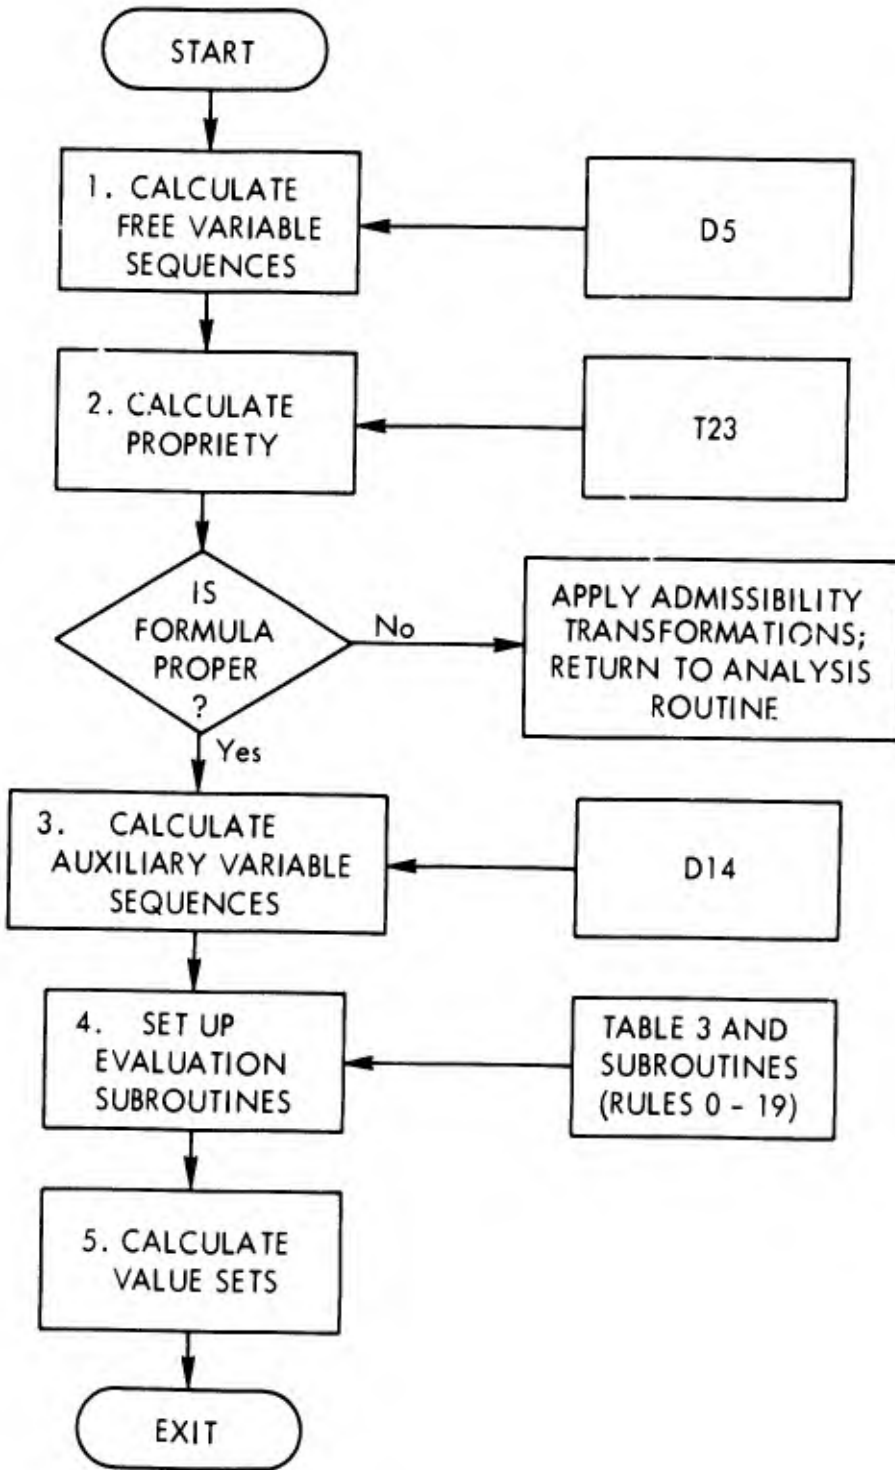 START
1. CALCULATE
FREE VARIABLE
SEQUENCES
D5
2. CALCULATE
PROPRIETY
T23
IS
FORMULA
PROPER
?
No
APPLY ADMISSIBILITY
TRANSFORMATIONS;
RETURN TO ANALYSIS
ROUTINE.
Yes
3. CALCULATE
AUXILIARY VARIABLE
SEQUENCES
D14
4. SET UP
EVALUATION
SUBROUTINES
TABLE 3 AND
SUBROUTINES
(RULES 0 - 19)
5. CALCULATE
VALUE SETS
EXIT